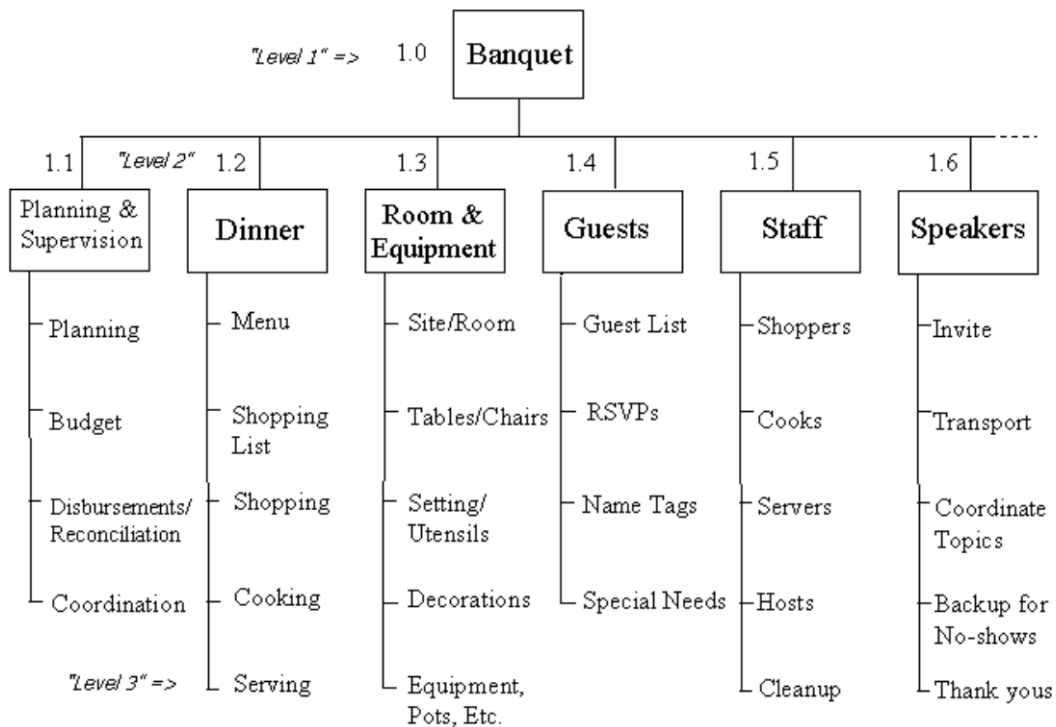 "Level 1" =>
1.0
Banquet
1.1
"Level 2"
1.2
1.3
1.4
1.5
1.6
Planning &
Supervision
Dinner
Room &
Equipment
Guests
Staff
Speakers
Planning
Menu
Site/Room
Guest List
Shoppers
Invite
Budget
Shopping
List
Tables/Chairs
RSVPs
Cooks
Transport
Disbursements/
Reconciliation
Shopping
Setting/
Utensils
Name Tags
Servers
Coordinate
Topics
Coordination
Cooking
Decorations
Special Needs
Hosts
Backup for
No-shows
"Level 3" =>
Serving
Equipment,
Pots, Etc.
Cleanup
Thank yous